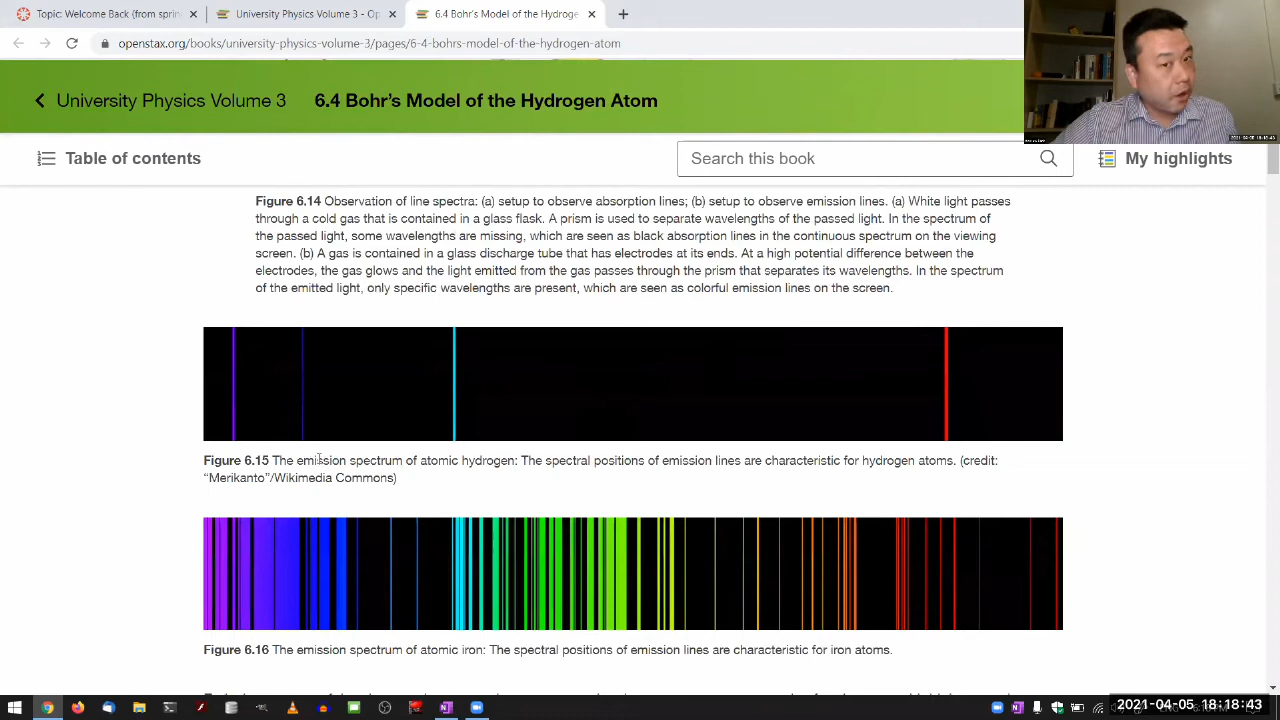 Topic: Welcome Back (from sprin
University Physics Volume 3 - Op
6.4 Bohr's Model of the Hydroge
openstax.org/books/university-physics-volume-3/pages/6-4-bohrs-model-of-the-hydrogen-atom
University Physics Volume 3
6.4 Bohr's Model of the Hydrogen Atom
Table of contents
Search this book
My highlights
Figure 6.14 Observation of line spectra: (a) setup to observe absorption lines; (b) setup to observe emission lines. (a) White light passes
through a cold gas that is contained in a glass flask. A prism is used to separate wavelengths of the passed light. In the spectrum of
the passed light, some wavelengths are missing, which are seen as black absorption lines in the continuous spectrum on the viewing
screen. (b) A gas is contained in a glass discharge tube that has electrodes at its ends. At a high potential difference between the
electrodes, the gas glows and the light emitted from the gas passes through the prism that separates its wavelengths. In the spectrum
of the emitted light, only specific wavelengths are present, which are seen as colorful emission lines on the screen.
Figure 6.15 The emission spectrum of atomic hydrogen: The spectral positions of emission lines are characteristic for hydrogen atoms. (credit:
“Merikanto”/Wikimedia Commons)
Figure 6.16 The emission spectrum of atomic iron: The spectral positions of emission lines are characteristic for iron atoms.
2021-04-05 18:18:43